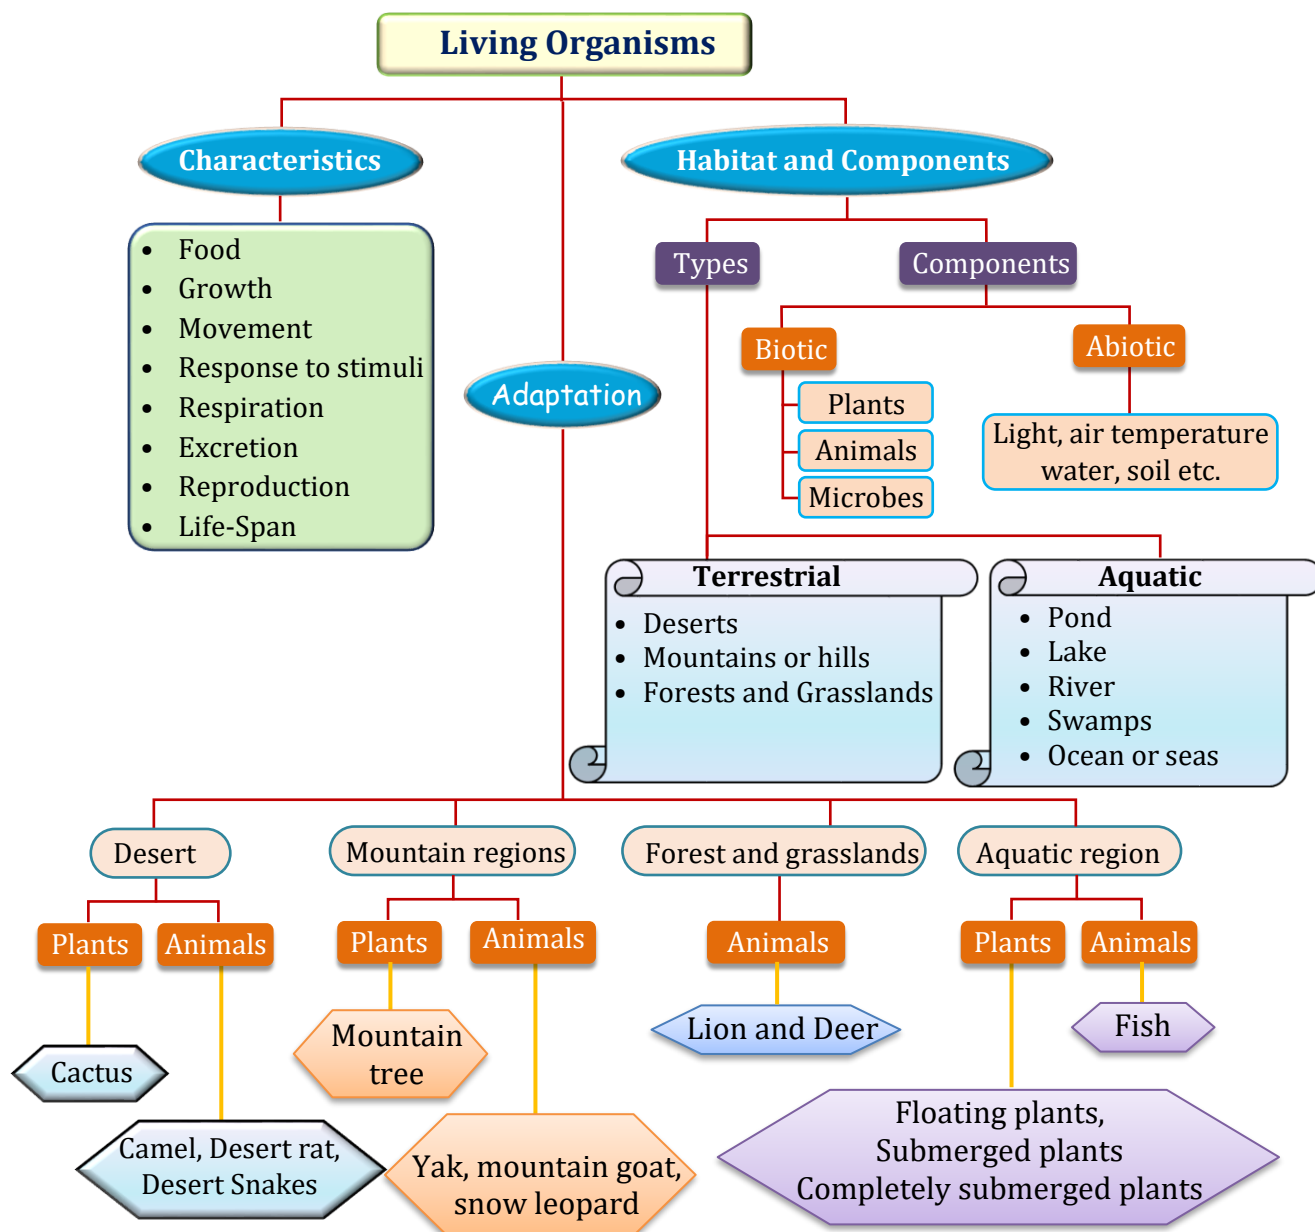 Living Organisms
Characteristics
• Food
• Growth
• Movement
• Response to stimuli
• Respiration
• Excretion
• Reproduction
• Life-Span
Adaptation
Habitat and Components
Types
Components
Biotic
Plants
Animals
Microbes
Abiotic
Light, air temperature
water, soil etc.
Terrestrial
• Deserts
• Mountains or hills
• Forests and Grasslands
Aquatic
• Pond
• Lake
• River
• Swamps
• Ocean or seas
Desert
Plants
Cactus
Animals
Camel, Desert rat,
Desert Snakes
Mountain regions
Plants
Mountain
tree
Animals
Yak, mountain goat,
snow leopard
Forest and grasslands
Animals
Lion and Deer
Aquatic region
Plants
Floating plants,
Submerged plants
Completely submerged plants
Animals
Fish